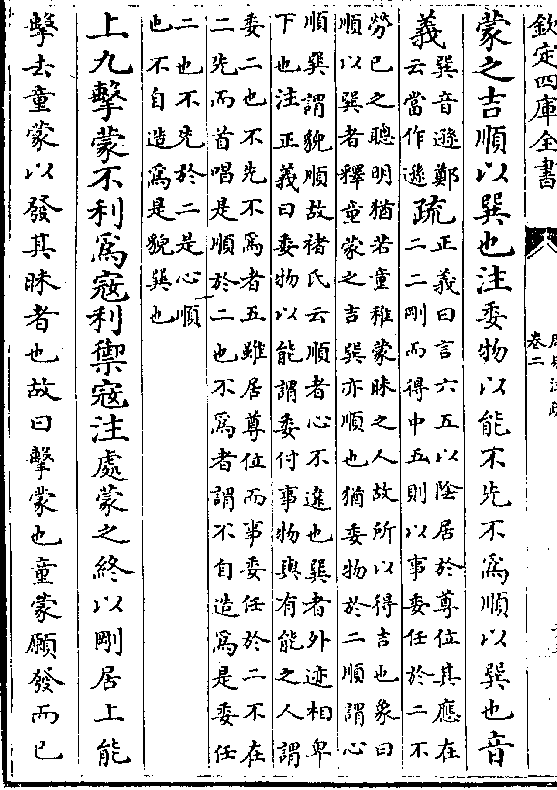 欽定四庫全書
卷二
蒙之吉順以巽也注委物以能不先不為順以巽也音
義巽音遜鄭
云當作遜疏正義曰言六五以陰居於尊位其應在
二二剛而得中五則以事委任於二不
勞已之聰明猶若童稚蒙昧之人故所以得吉也象曰
順以巽者釋童蒙之吉巽亦順也猶委物於二順謂心
順巽謂貌順故褚氏云順者心不違也巽者外迹相卑
下也注正義曰委物以能謂委付事物與有能之人謂
委二也不先不為者五雖居尊位而事委任於二不在
二先而首唱是順於二也不為者謂不自造為是委任
二也不先於二是心順
也不自造為是貌巽也
上九擊蒙不利為寇利禦寇注處蒙之終以剛居上能
擊去童蒙以發其昧者也故曰擊蒙也童蒙願發而已